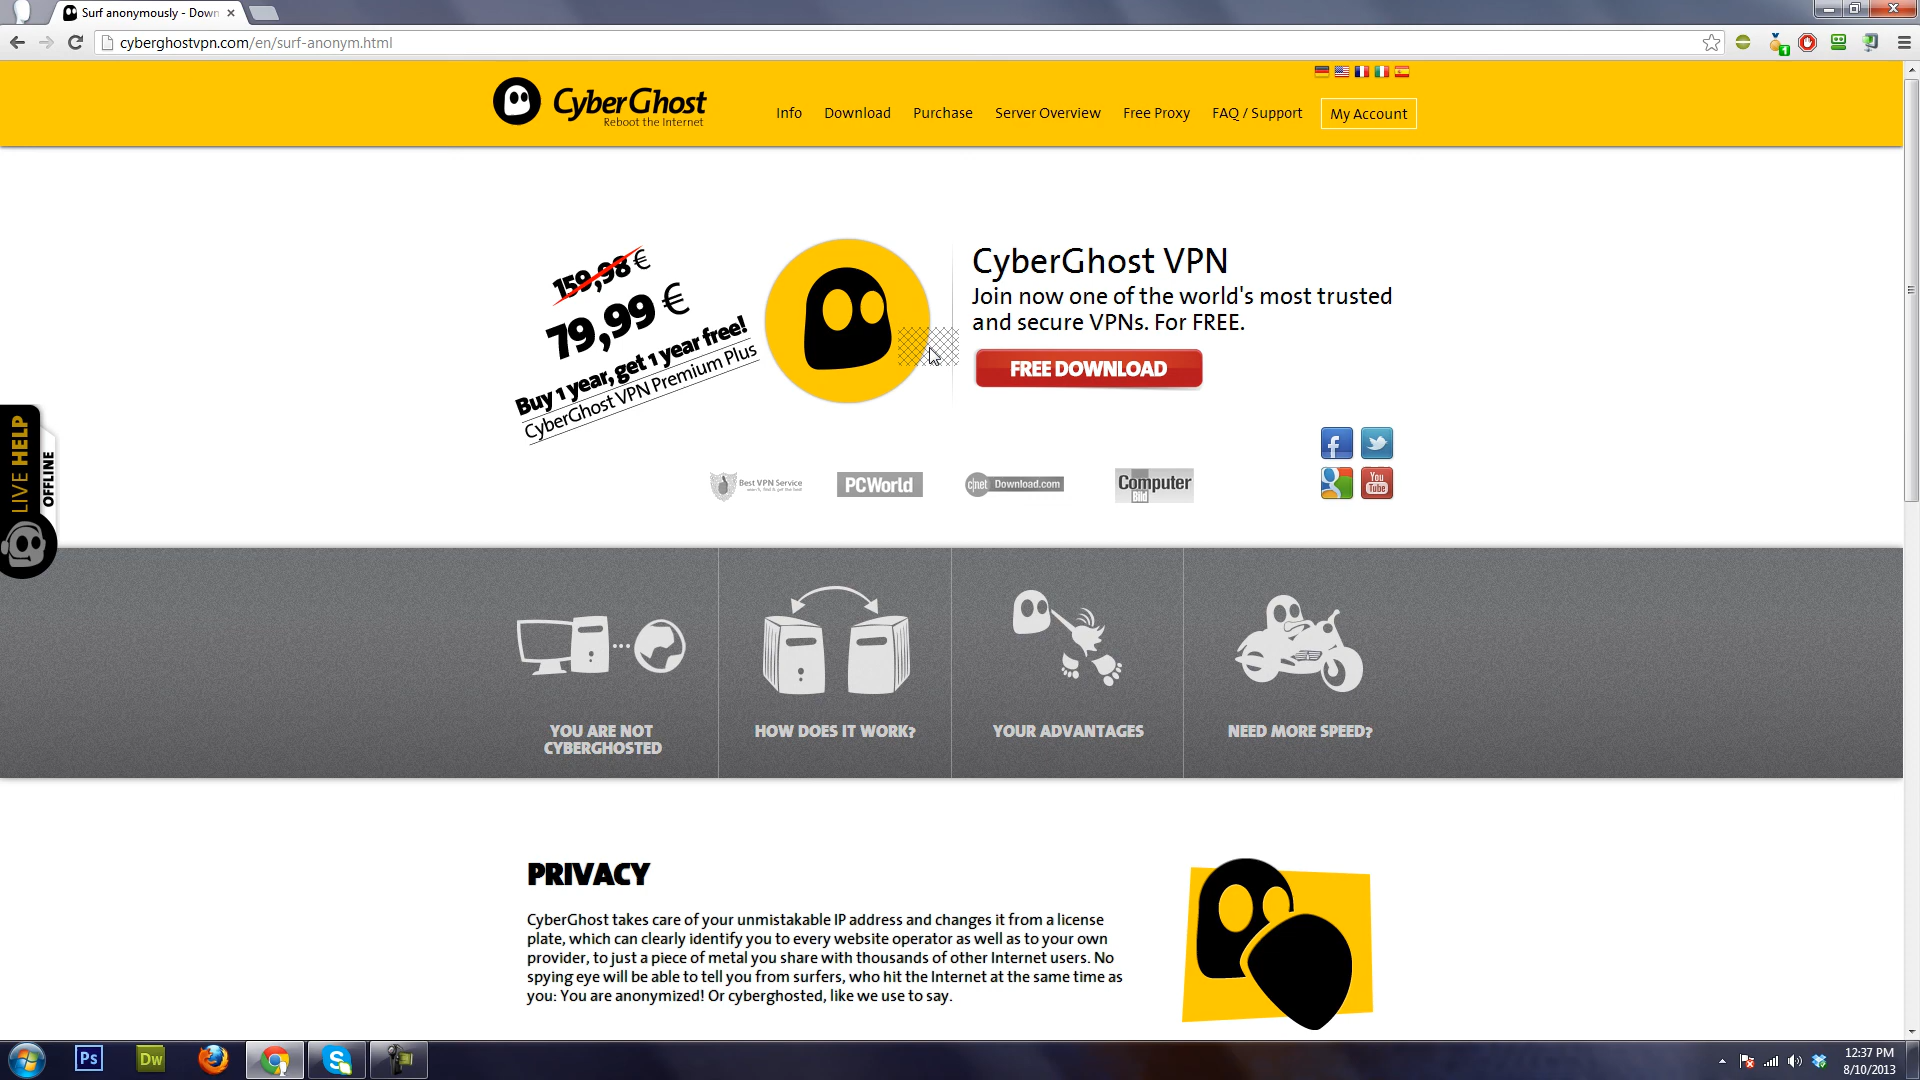 Surf anonymously - Down
cyberghostvpn.com/en/surf-anonym.html
1
CyberGhost
Reboot the Internet
Info
Download
Purchase
Server Overview
Free Proxy
FAQ / Support
My Account
159,98 €
79,99 €
Buy 1 year, get 1 year free!
CyberGhost VPN Premium Plus
CyberGhost VPN
Join now one of the world's most trusted
and secure VPNs. For FREE.
FREE DOWNLOAD
LIVE HELP
OFFLINE
Best VPN Service
PCWorld
c|net Download.com
Computer
Bild
f
You
Tube
YOU ARE NOT
CYBERGHOSTED
HOW DOES IT WORK?
YOUR ADVANTAGES
NEED MORE SPEED?
PRIVACY
CyberGhost takes care of your unmistakable IP address and changes it from a license
plate, which can clearly identify you to every website operator as well as to your own
provider, to just a piece of metal you share with thousands of other Internet users. No
spying eye will be able to tell you from surfers, who hit the Internet at the same time as
you: You are anonymized! Or cyberghosted, like we use to say.
Ps
Dw
S
12:37 PM
8/10/2013